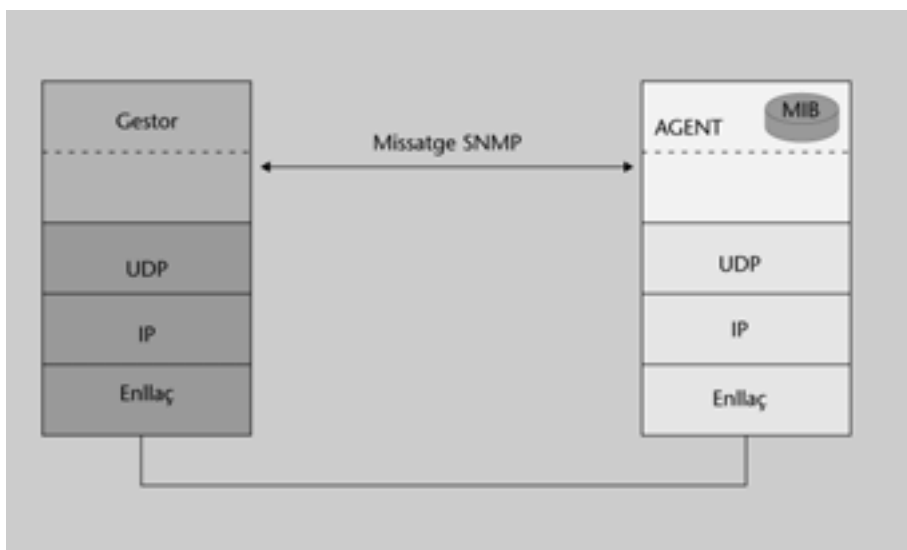 Gestor
AGENT
MIB
Missatge SNMP
UDP
UDP
IP
IP
Enllaç
Enllaç